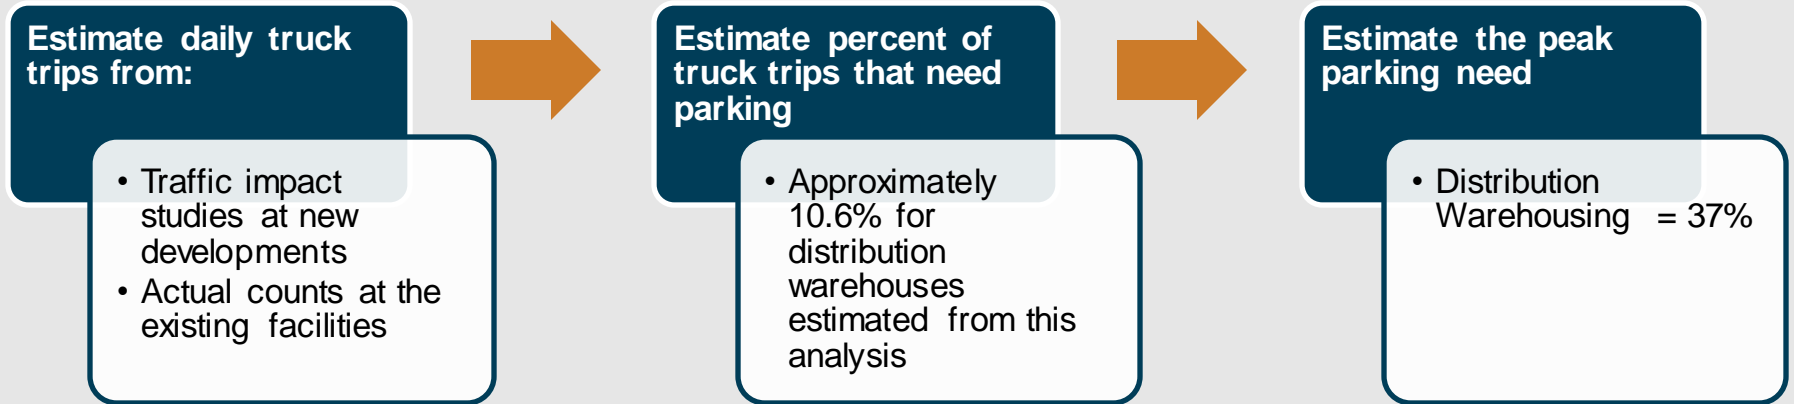 Estimate daily truck
trips from:
• Traffic impact
studies at new
developments
• Actual counts at the
existing facilities
Estimate percent of
truck trips that need
parking
• Approximately
10.6% for
distribution
warehouses
estimated from this
analysis
Estimate the peak
parking need
• Distribution
Warehousing = 37%